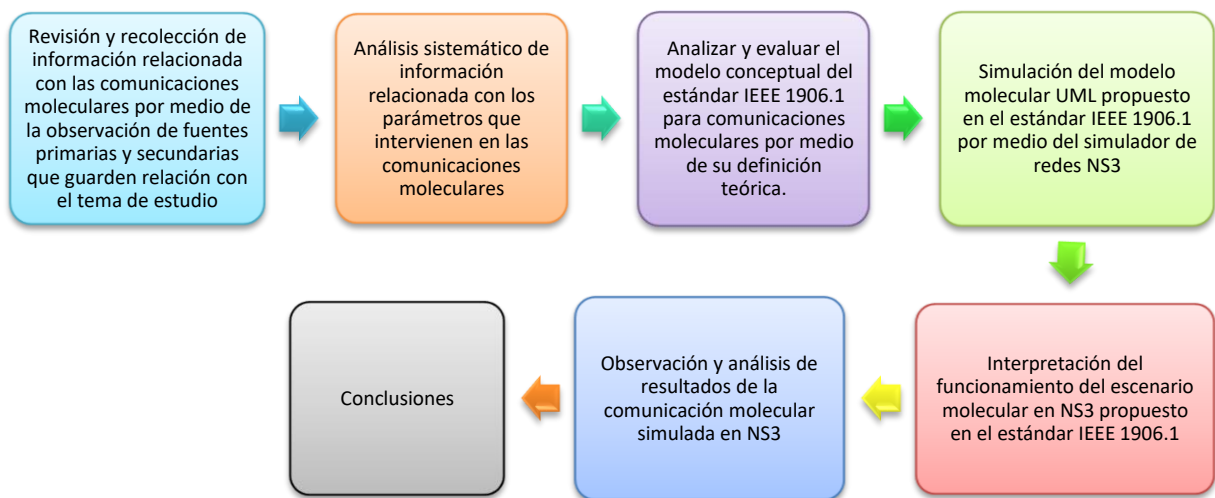 Revisión y recolección de
información relacionada
con las comunicaciones
moleculares por medio de
la observación de fuentes
primarias y secundarias
que guarden relación con
el tema de estudio
Análisis sistemático de
información
relacionada con los
parámetros que
intervienen en las
comunicaciones
moleculares
Analizar y evaluar el
modelo conceptual del
estándar IEEE 1906.1
para comunicaciones
moleculares por medio
de su definición
teórica.
Simulación del modelo
molecular UML propuesto
en el estándar IEEE 1906.1
por medio del simulador de
redes NS3
Interpretación del
funcionamiento del escenario
molecular en NS3 propuesto
en el estándar IEEE 1906.1
Observación y análisis de
resultados de la
comunicación molecular
simulada en NS3
Conclusiones